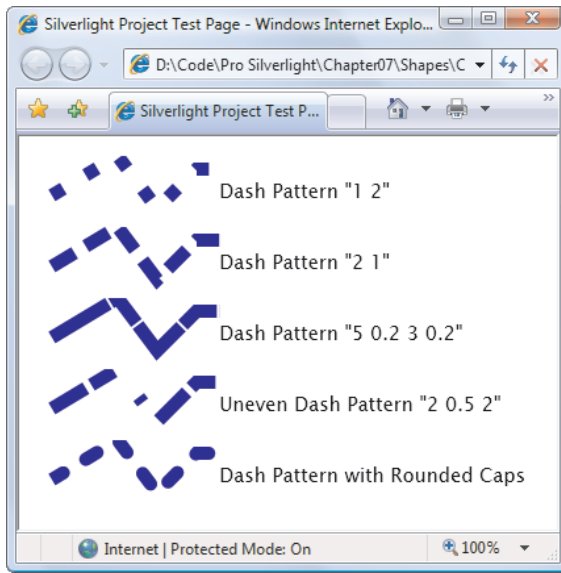 Silverlight Project Test Page - Windows Internet Explo...
D:\Code\Pro Silverlight\Chapter07\Shapes\C
Silverlight Project Test P...
Dash Pattern "1 2"
Dash Pattern "2 1"
Dash Pattern "5 0.2 3 0.2"
Uneven Dash Pattern "2 0.5 2"
Dash Pattern with Rounded Caps
Internet | Protected Mode: On
100%